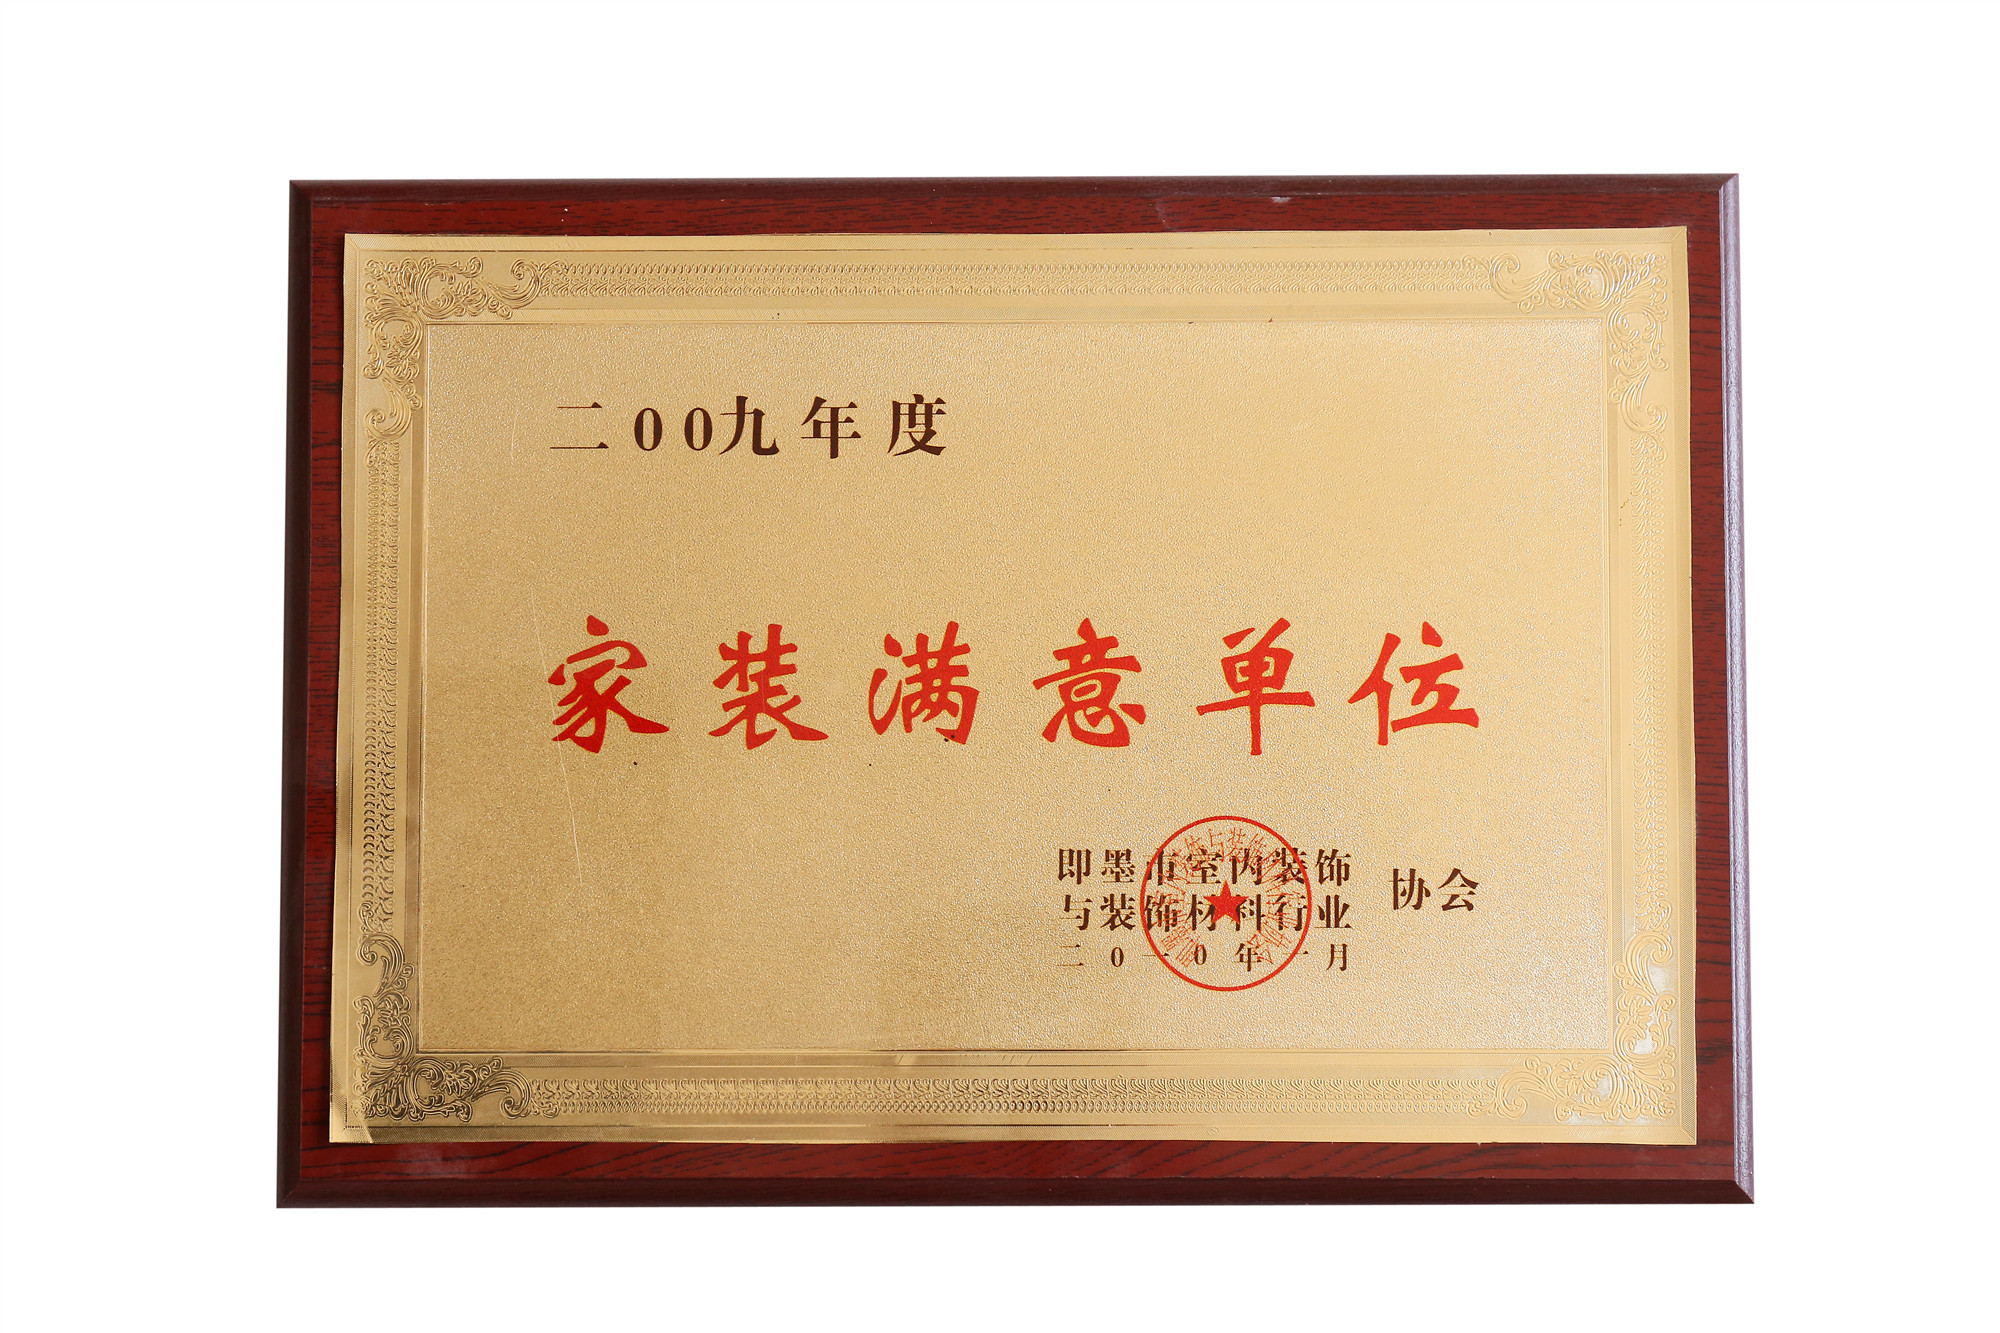 二00九年度
家装满意单位
即墨市室内装饰
与装饰材料行业
协会
二0一0年一月